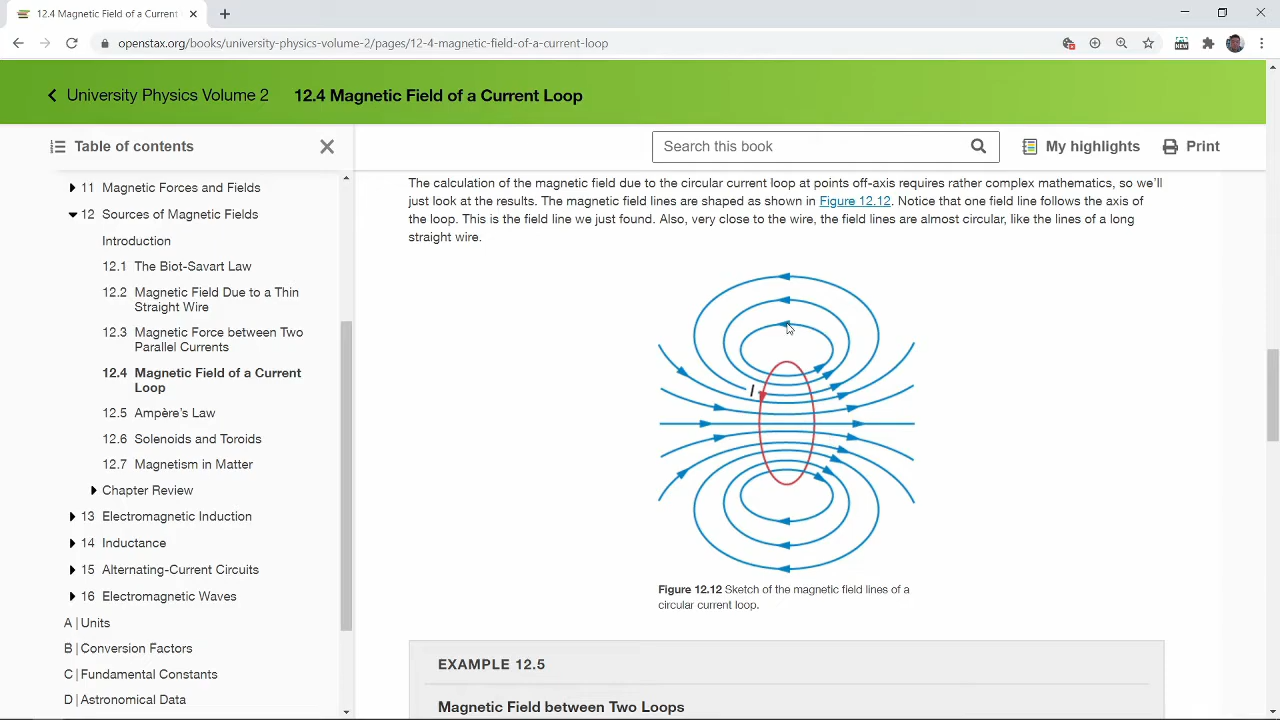 12.4 Magnetic Field of a Current
openstax.org/books/university-physics-volume-2/pages/12-4-magnetic-field-of-a-current-loop
NEW
University Physics Volume 2
12.4 Magnetic Field of a Current Loop
Table of contents
Search this book
My highlights
Print
11 Magnetic Forces and Fields
12 Sources of Magnetic Fields
Introduction
12.1 The Biot-Savart Law
12.2 Magnetic Field Due to a Thin
Straight Wire
12.3 Magnetic Force between Two
Parallel Currents
12.4 Magnetic Field of a Current
Loop
12.5 Ampère's Law
12.6 Solenoids and Toroids
12.7 Magnetism in Matter
Chapter Review
13 Electromagnetic Induction
14 Inductance
15 Alternating-Current Circuits
16 Electromagnetic Waves
A | Units
B | Conversion Factors
C | Fundamental Constants
D | Astronomical Data
The calculation of the magnetic field due to the circular current loop at points off-axis requires rather complex mathematics, so we'll
just look at the results. The magnetic field lines are shaped as shown in Figure 12.12. Notice that one field line follows the axis of
the loop. This is the field line we just found. Also, very close to the wire, the field lines are almost circular, like the lines of a long
straight wire.
I
Figure 12.12 Sketch of the magnetic field lines of a
circular current loop.
EXAMPLE 12.5
Magnetic Field between Two Loops